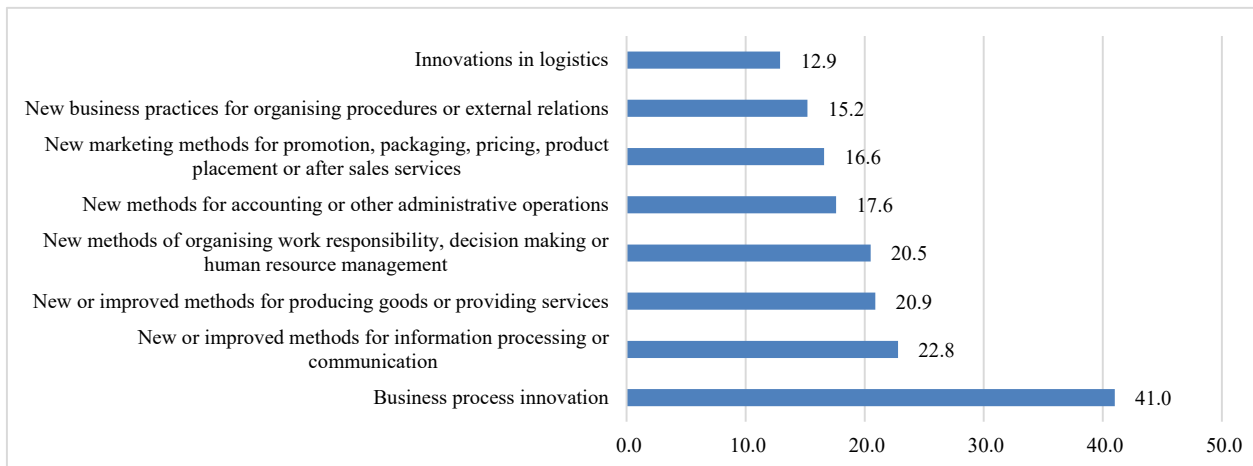 Innovations in logistics
12.9
New business practices for organising procedures or external relations
15.2
New marketing methods for promotion, packaging, pricing, product
placement or after sales services
16.6
New methods for accounting or other administrative operations
17.6
New methods of organising work responsibility, decision making or
human resource management
20.5
New or improved methods for producing goods or providing services
20.9
New or improved methods for information processing or
communication
22.8
Business process innovation
41.0
0.0 10.0 20.0 30.0 40.0 50.0